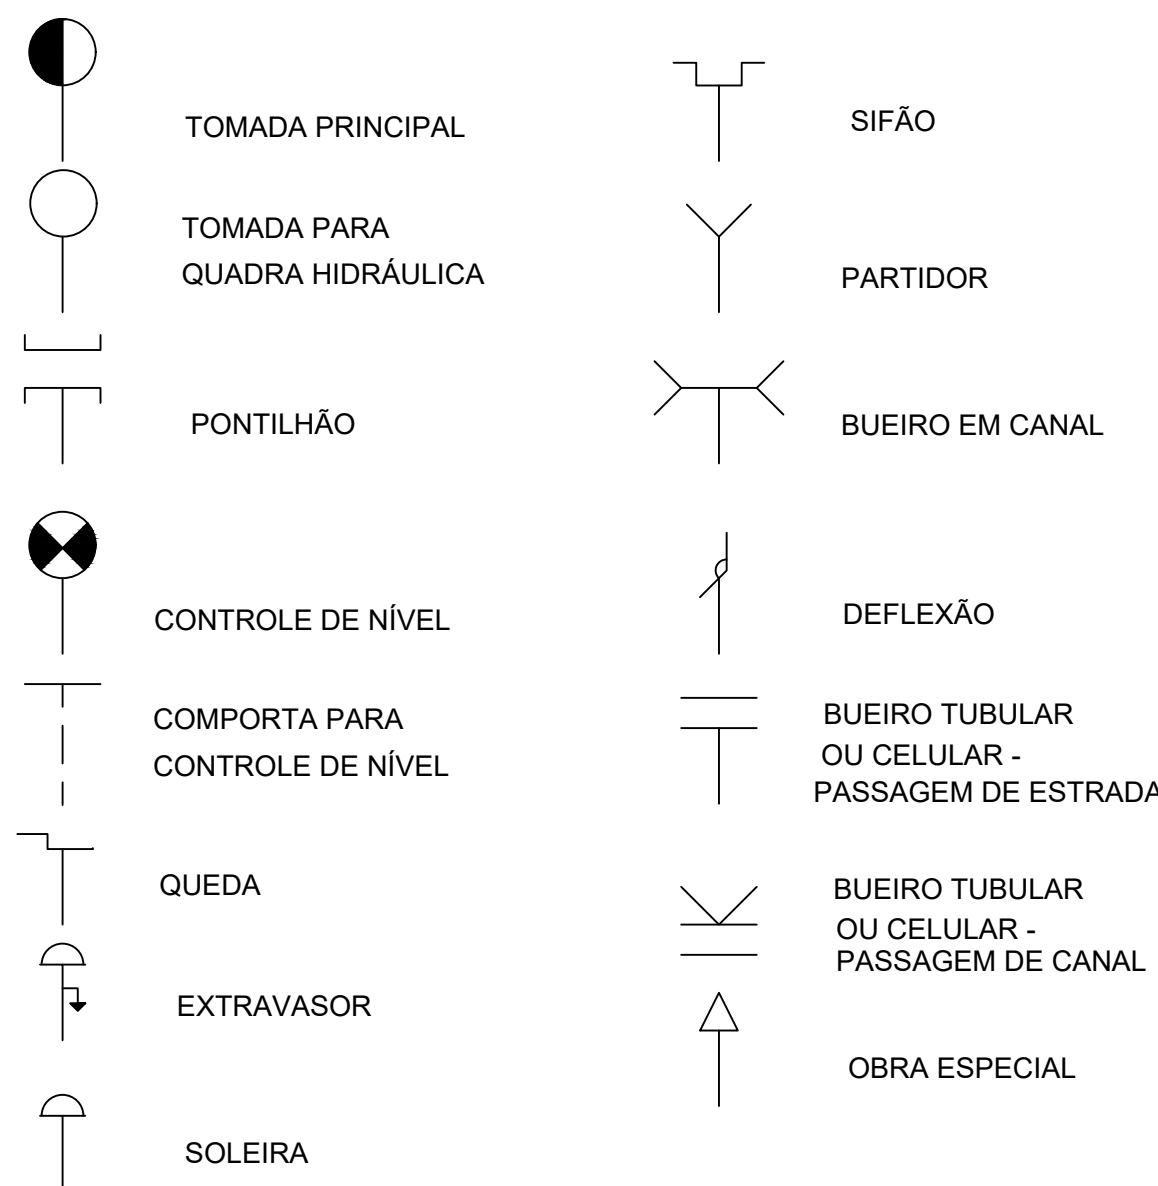 TOMADA PRINCIPAL
TOMADA PARA
QUADRA HIDRÁULICA
PONTILHÃO
CONTROLE DE NÍVEL
COMPORTA PARA
CONTROLE DE NÍVEL
QUEDA
EXTRAVASOR
SOLEIRA
SIFÃO
PARTIDOR
BUEIRO EM CANAL
DEFLEXÃO
BUEIRO TUBULAR
OU CELULAR -
PASSAGEM DE ESTRADA
BUEIRO TUBULAR
OU CELULAR -
PASSAGEM DE CANAL
OBRA ESPECIAL